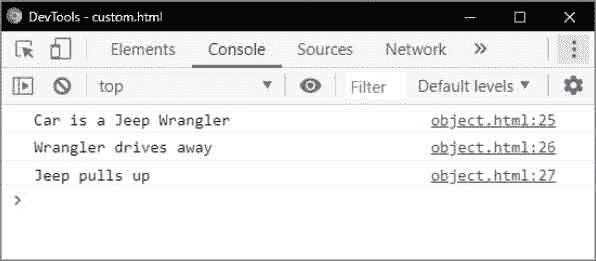 DevTools - custom.html
Elements Console Sources Network »
top Filter Default levels
Car is a Jeep Wrangler object.html:25
Wrangler drives away object.html:26
Jeep pulls up object.html:27
>